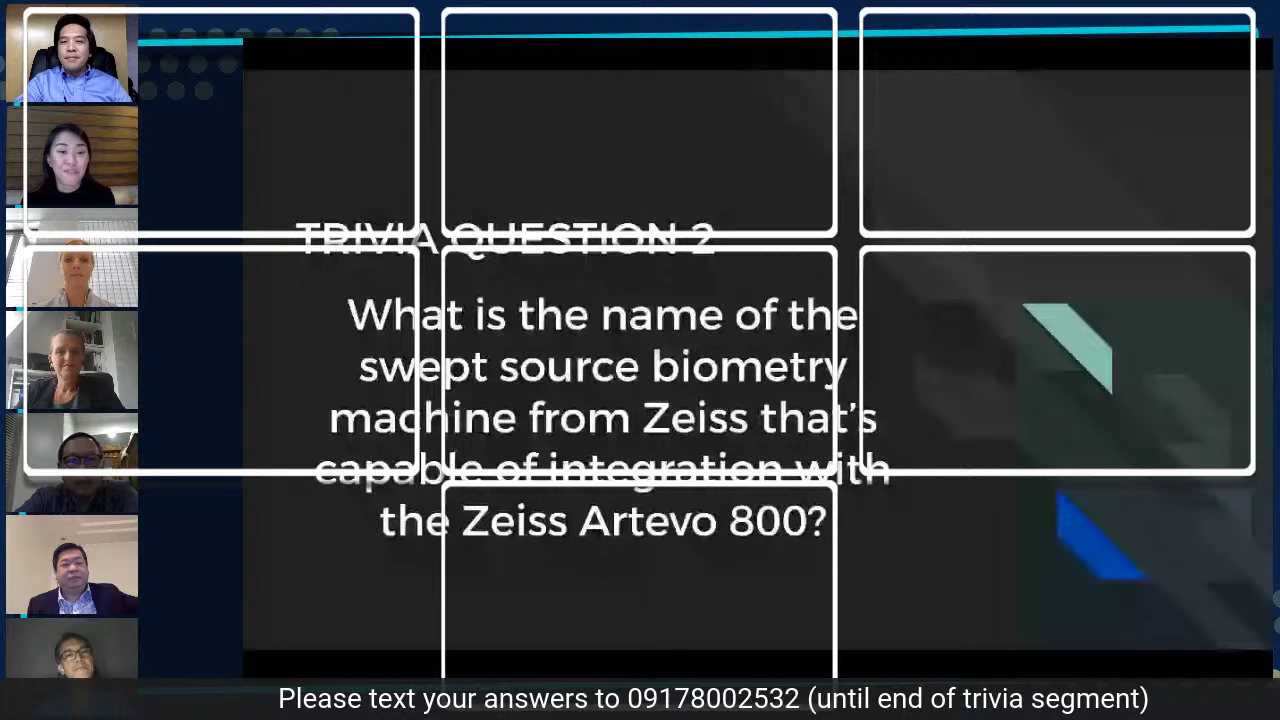 TRIVIA QUESTION 2
What is the name of the
swept source biometry
machine from Zeiss that's
capable of integration with
the Zeiss Artevo 800?
Please text your answers to 09178002532 (until end of trivia segment)